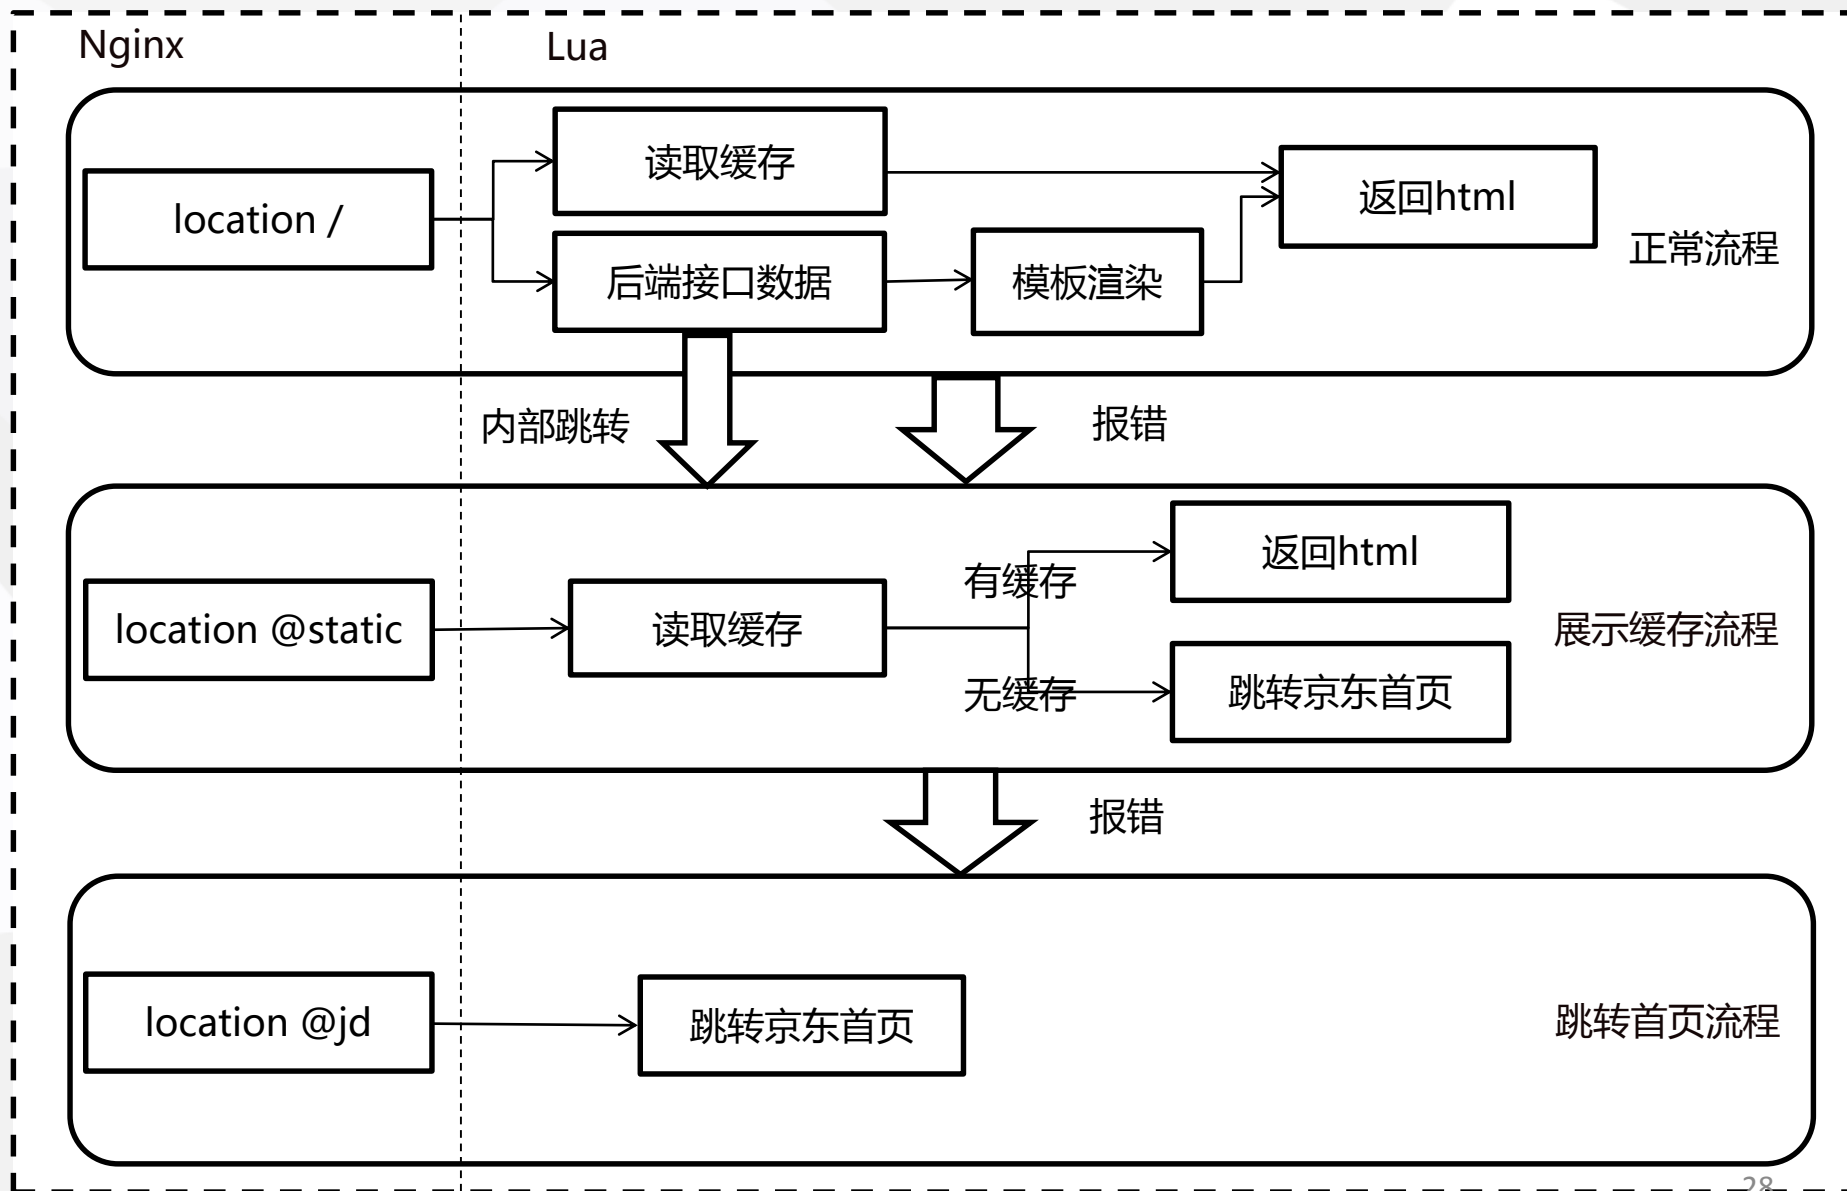 Nginx
Lua
读取缓存
location /
返回html
正常流程
后端接口数据
模板渲染
内部跳转
报错
返回html
有缓存
location @static
读取缓存
展示缓存流程
无缓存
跳转京东首页
报错
location @jd
跳转京东首页
跳转首页流程
28